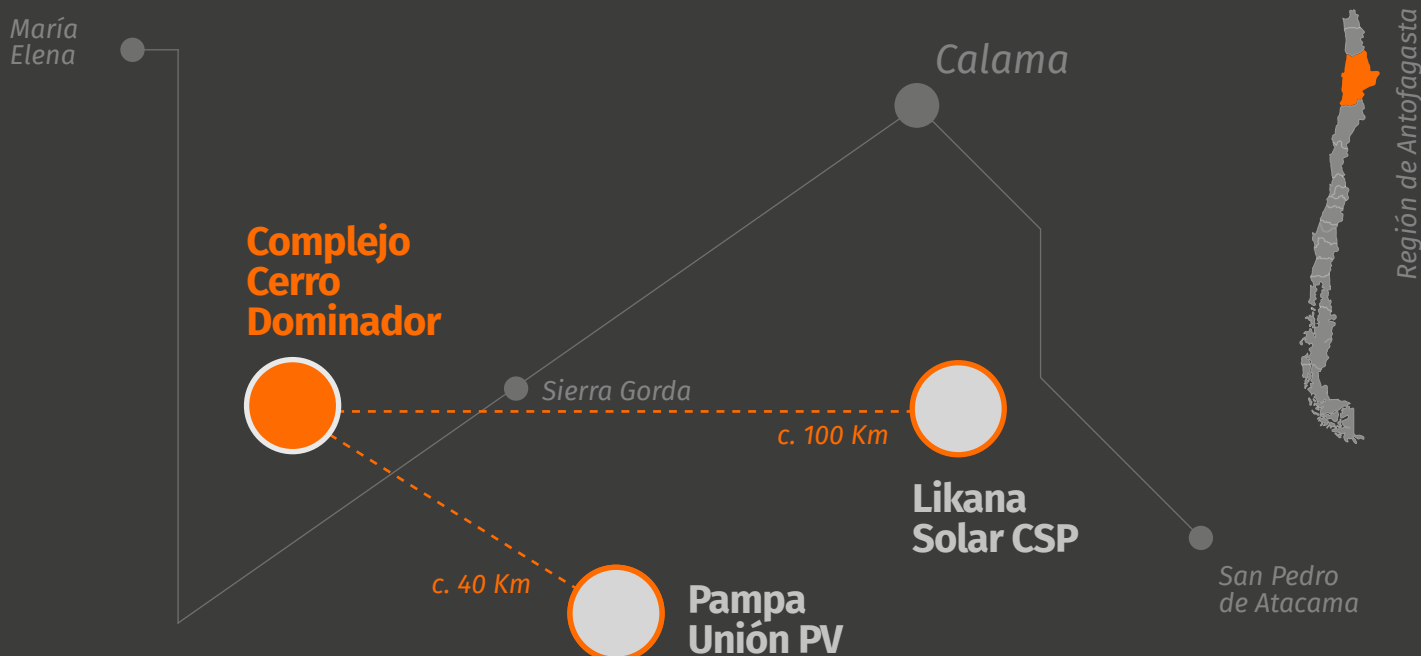 María
Elena
Calama
Región de Antofagasta
Complejo
Cerro
Dominador
Sierra Gorda
c. 100 Km
Likana
Solar CSP
c. 40 Km
Pampa
Unión PV
San Pedro
de Atacama